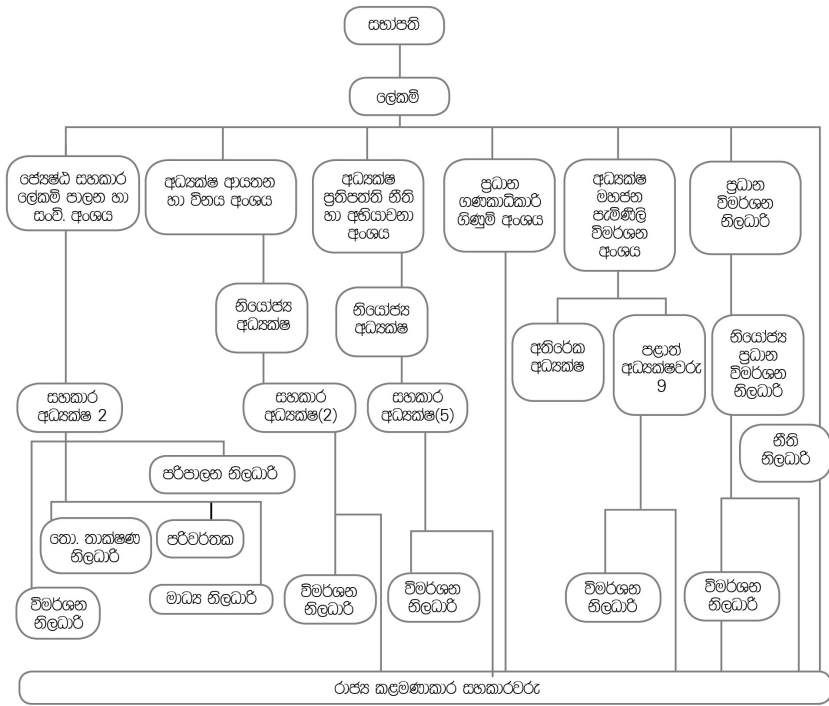 සභාපති
ලේකම්
ජ්‍යෙෂ්ඨ සහකාර
ලේකම් පාලන හා
සංවි. අංශය
අධ්‍යක්ෂ ආයතන
හා විනය අංශය
අධ්‍යක්ෂ
ප්‍රතිපත්ති නීති
හා අභියාචනා
අංශය
ප්‍රධාන
ගණකාධිකාරි
ගිණුම් අංශය
අධ්‍යක්ෂ
මහජන
පැමිණිලි
විමර්ශන
අංශය
ප්‍රධාන
විමර්ශන
නිලධාරි
නියෝජ්‍ය
අධ්‍යක්ෂ
නියෝජ්‍ය
අධ්‍යක්ෂ
අතිරේක
අධ්‍යක්ෂ
පළාත්
අධ්‍යක්ෂවරු
9
නියෝජ්‍ය
ප්‍රධාන
විමර්ශන
නිලධාරි
සහකාර
අධ්‍යක්ෂ 2
සහකාර
අධ්‍යක්ෂ(2)
සහකාර
අධ්‍යක්ෂ(5)
නීති
නිලධාරි
පරිපාලන නිලධාරි
තො. තාක්ෂණ
නිලධාරි
පරිවර්තක
විමර්ශන
නිලධාරි
මාධ්‍ය නිලධාරි
විමර්ශන
නිලධාරි
විමර්ශන
නිලධාරි
විමර්ශන
නිලධාරි
විමර්ශන
නිලධාරි
රාජ්‍ය කළමණාකාර සහකාරවරු